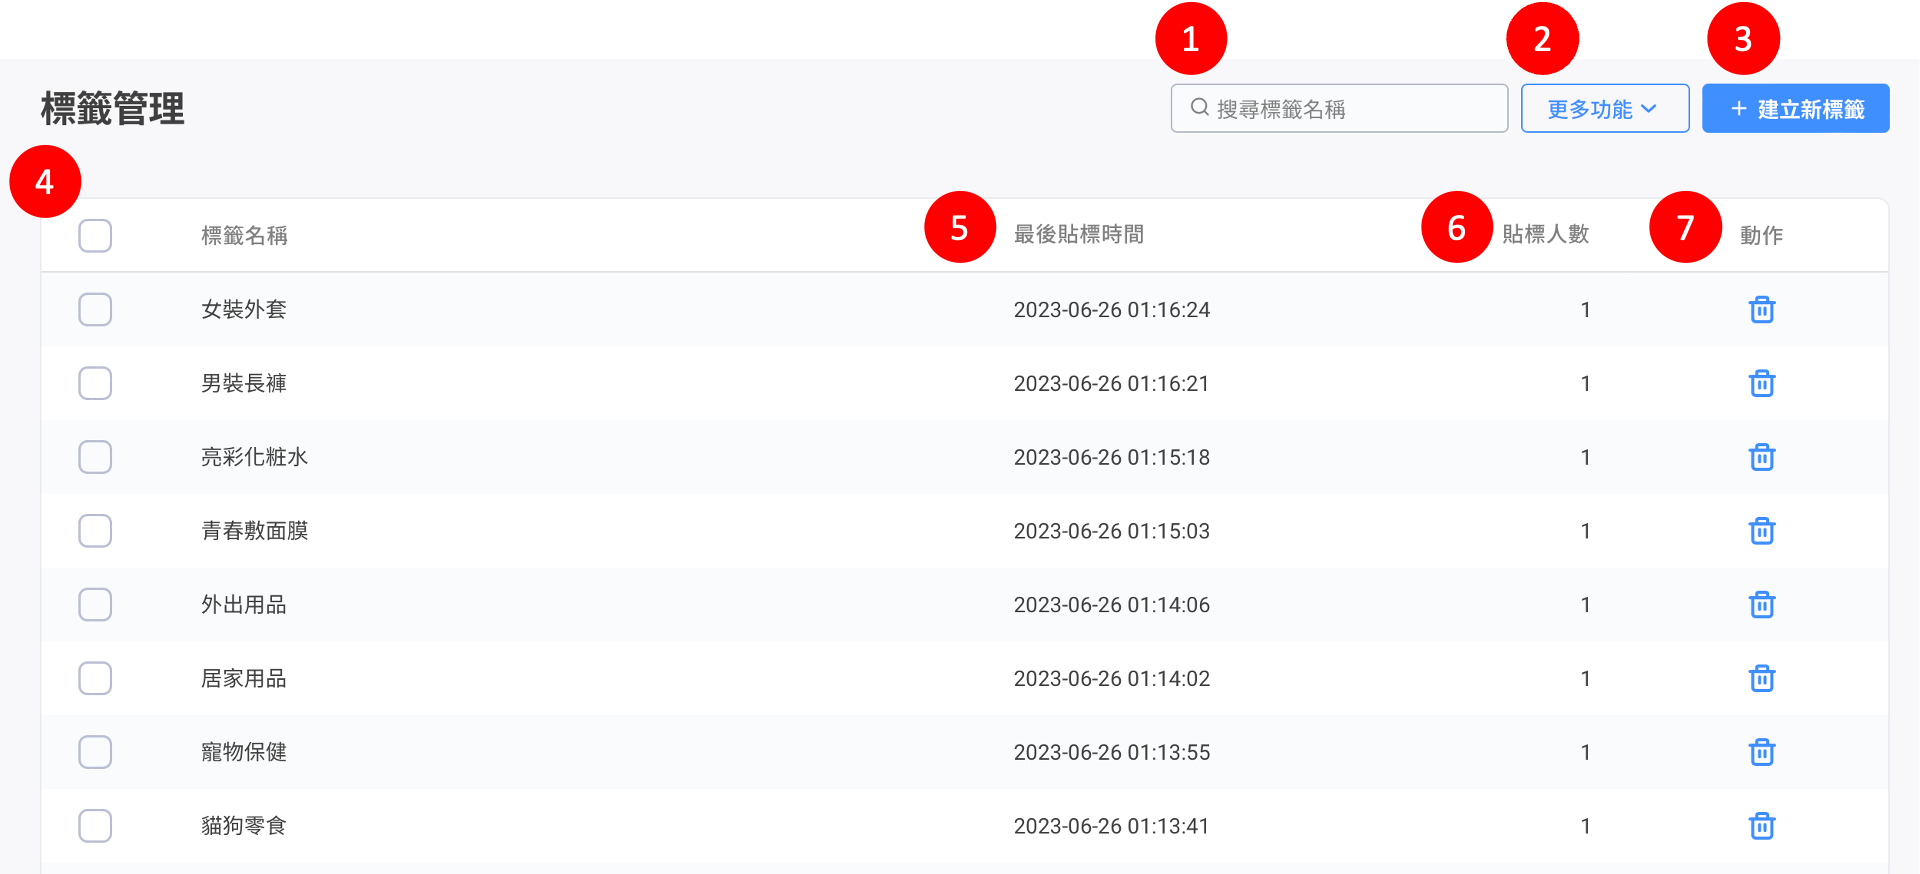 1 2 3
標籤管理 搜尋標籤名稱 更多功能 + 建立新標籤
4 5 6 7
標籤名稱 最後貼標時間 貼標人數 動作
女裝外套 2023-06-26 01:16:24 1
男裝長褲 2023-06-26 01:16:21 1
亮彩化粧水 2023-06-26 01:15:18 1
青春敷面膜 2023-06-26 01:15:03 1
外出用品 2023-06-26 01:14:06 1
居家用品 2023-06-26 01:14:02 1
寵物保健 2023-06-26 01:13:55 1
貓狗零食 2023-06-26 01:13:41 1